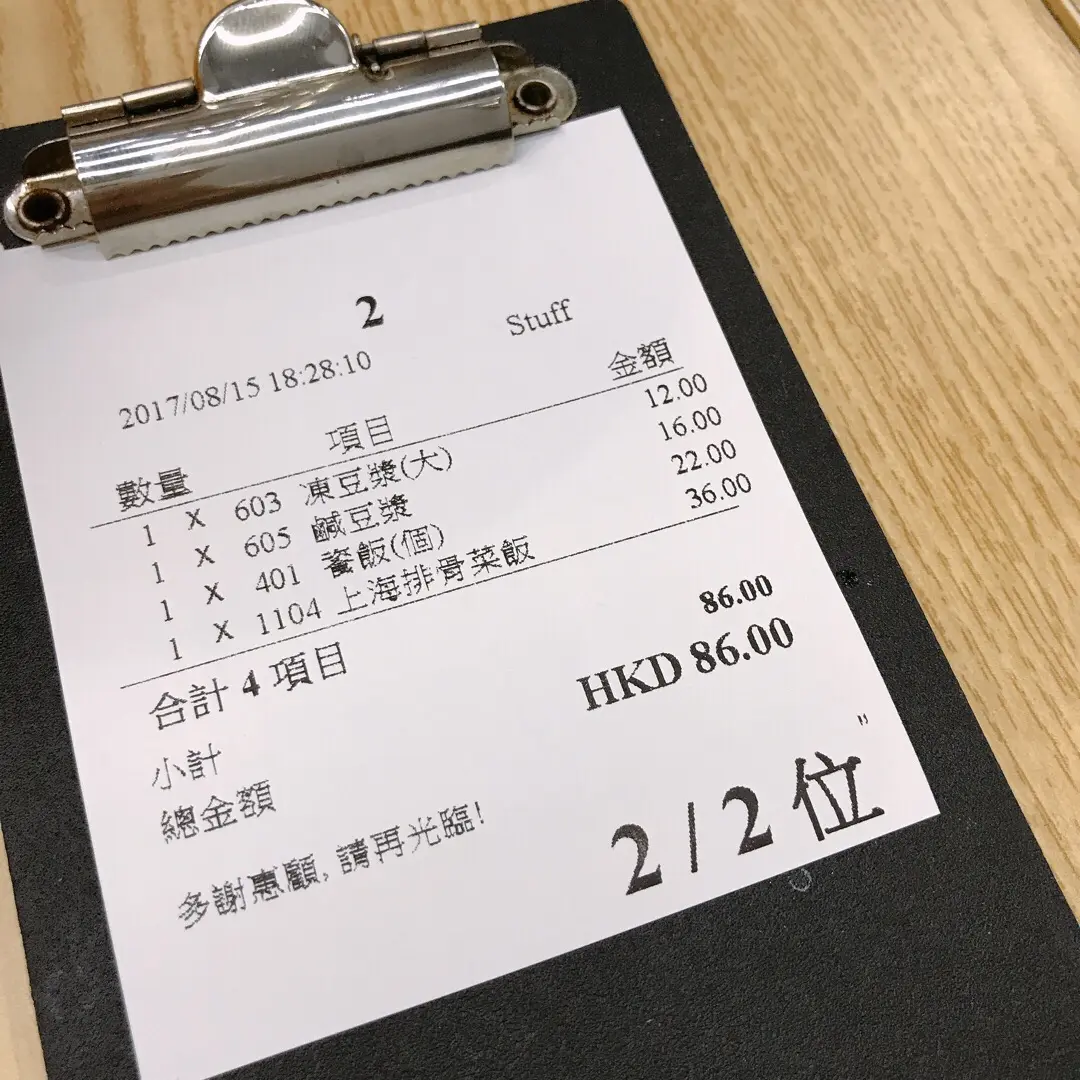 2
Stuff
2017/08/15 18:28:10
數量 項目 金額
1 x 603 凍豆漿(大) 12.00
1 x 605 鹹豆漿 16.00
1 x 401 瓷飯(個) 22.00
1 x 1104 上海排骨菜飯 36.00
合計 4 項目
小計 86.00
總金額 HKD 86.00
多謝惠顧, 請再光臨!
"
2 / 2 位